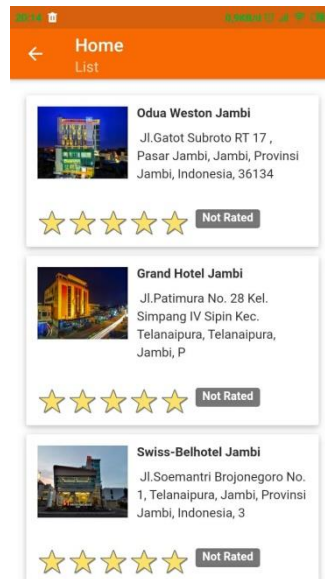 20:14
Home
List
Odua Weston Jambi
Jl.Gatot Subroto RT 17 ,
Pasar Jambi, Jambi, Provinsi
Jambi, Indonesia, 36134
Not Rated
Grand Hotel Jambi
Jl.Patimura No. 28 Kel.
Simpang IV Sipin Kec.
Telanaipura, Telanaipura,
Jambi, P
Not Rated
Swiss-Belhotel Jambi
Jl.Soemantri Brojonegoro No.
1, Telanaipura, Jambi, Provinsi
Jambi, Indonesia, 3
Not Rated